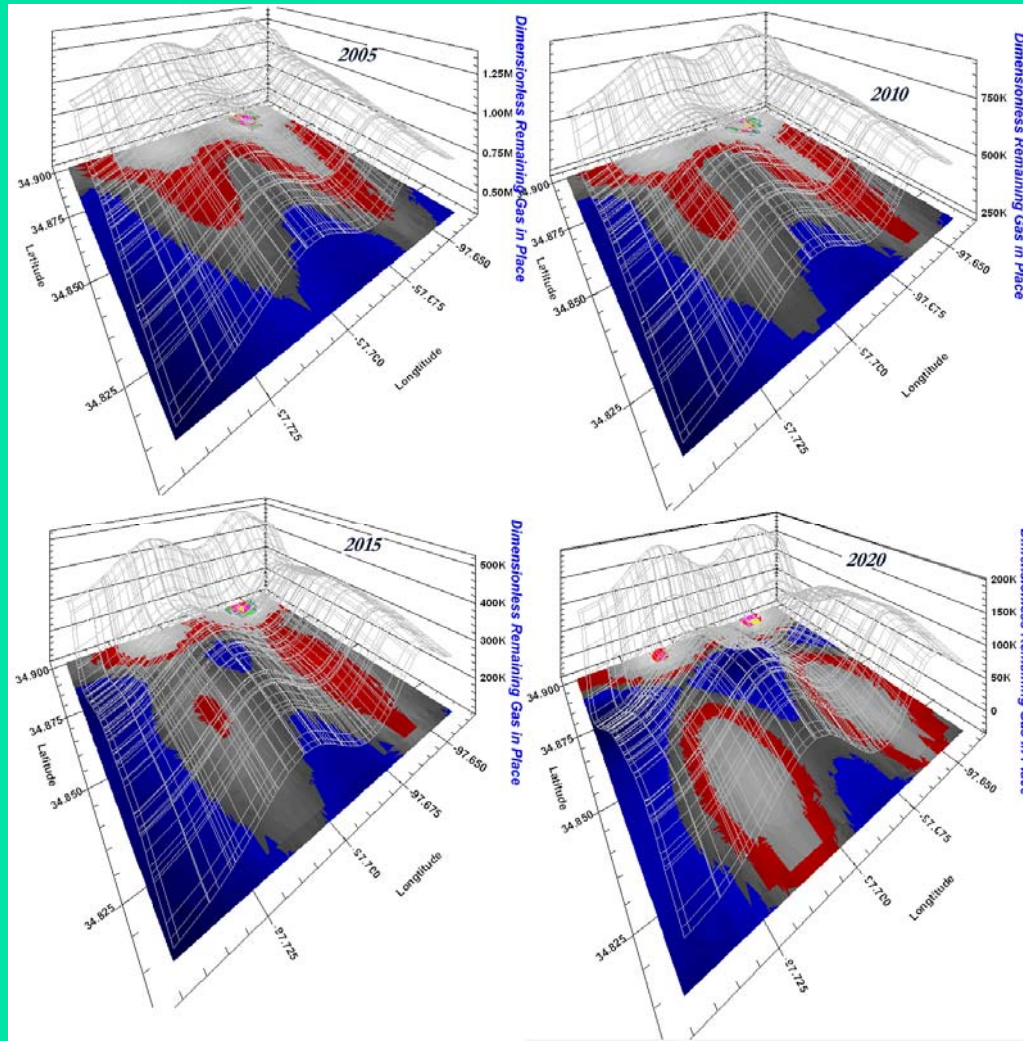 2005
Dimensionless Remaining Gas in Place
1.25M
1.00M
0.75M
0.50M
34.900
34.875
34.850
34.825
Latitude
-97.650
-97.675
-97.700
-97.725
Longtitude
2010
Dimensionless Remaining Gas in Place
750K
500K
250K
34.900
34.875
34.850
34.825
Latitude
-97.650
-97.675
-97.700
-97.725
Longtitude
2015
Dimensionless Remaining Gas in Place
500K
400K
300K
200K
34.900
34.875
34.850
34.825
Latitude
-97.650
-97.675
-97.700
-97.725
Longtitude
2020
Remaining
200K
150K
100K
50K
0
34.900
34.875
34.850
34.825
Latitude
-97.650
-97.675
-97.700
-97.725
Longtitude